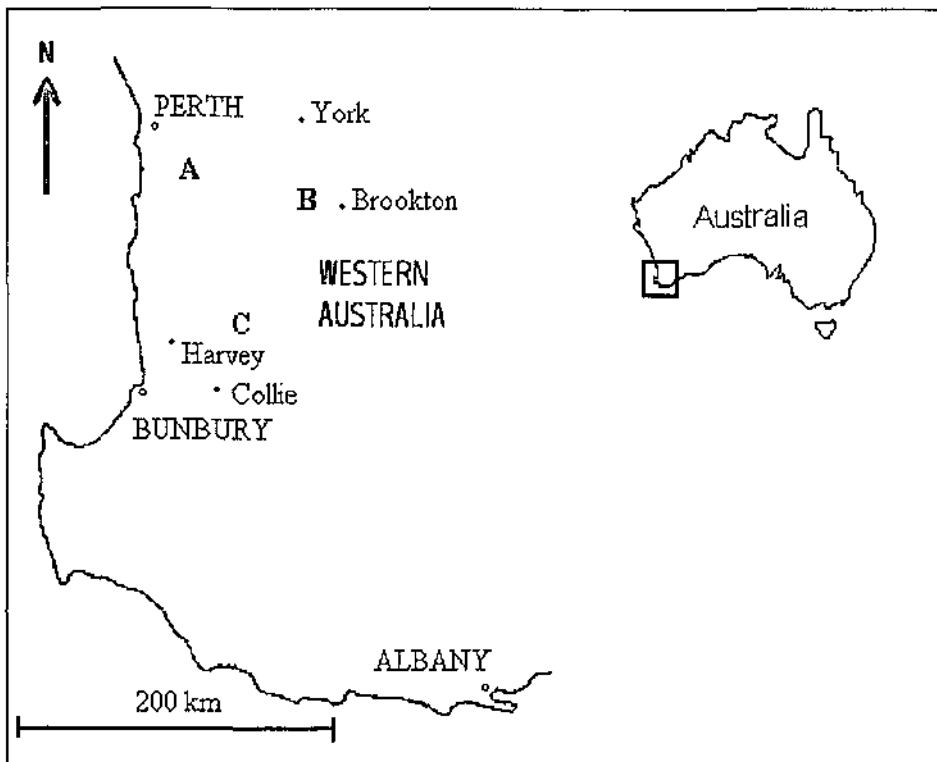 N
PERTH
York
A
B
Brookton
Australia
WESTERN
AUSTRALIA
C
Harvey
Collie
BUNBURY
ALBANY
200 km